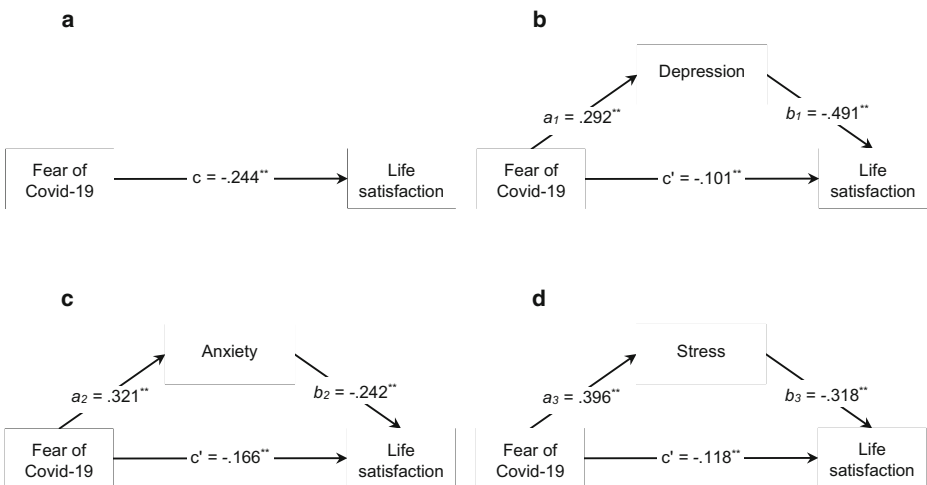 a
Fear of
Covid-19
c = -.244**
Life
satisfaction
b
Depression
a1 = .292**
b1 = -.491**
Fear of
Covid-19
c' = -.101**
Life
satisfaction
c
Anxiety
a2 = .321**
b2 = -.242**
Fear of
Covid-19
c' = -.166**
Life
satisfaction
d
Stress
a3 = .396**
b3 = -.318**
Fear of
Covid-19
c' = -.118**
Life
satisfaction